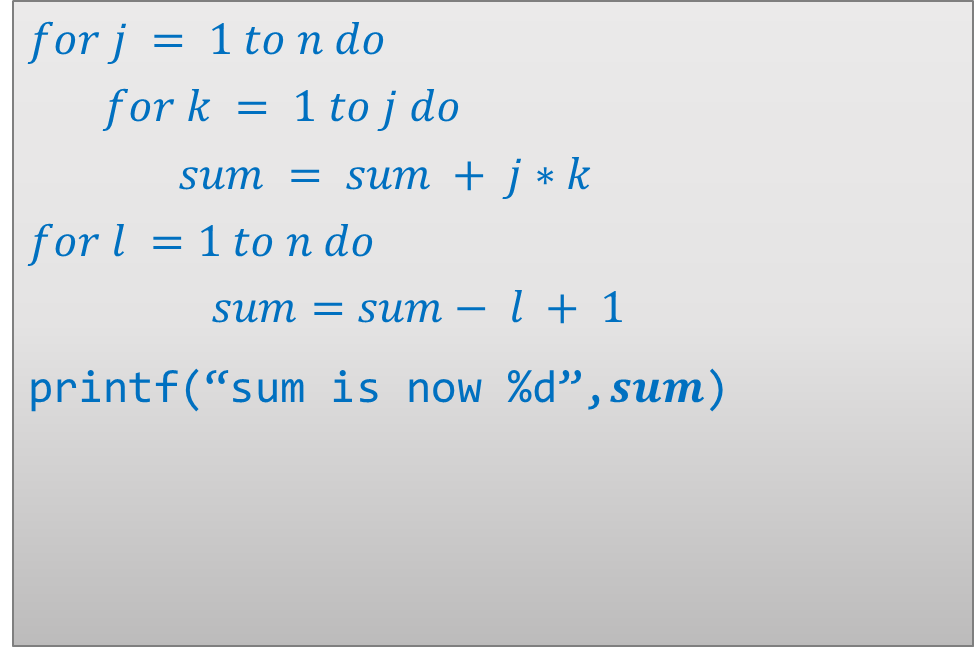 for j = 1 to n do
for k = 1 to j do
sum = sum + j ∗ k
for l = 1 to n do
sum = sum − l + 1
printf(“sum is now %d”,sum)